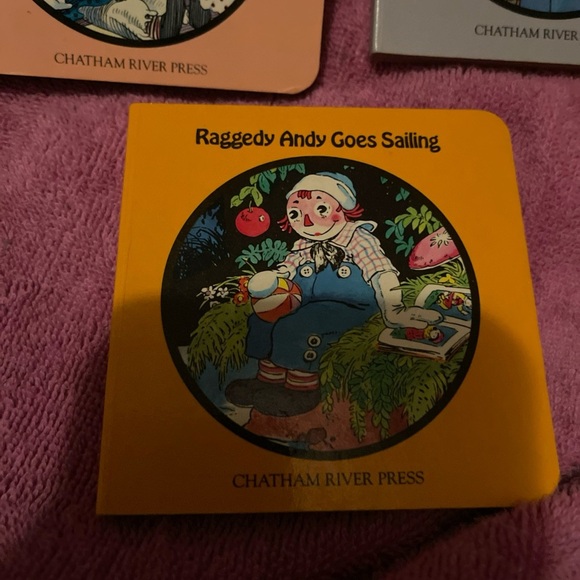 CHATHAM RIVER PRESS
CHATHAM RIVER
Raggedy Andy Goes Sailing
CHATHAM RIVER PRESS